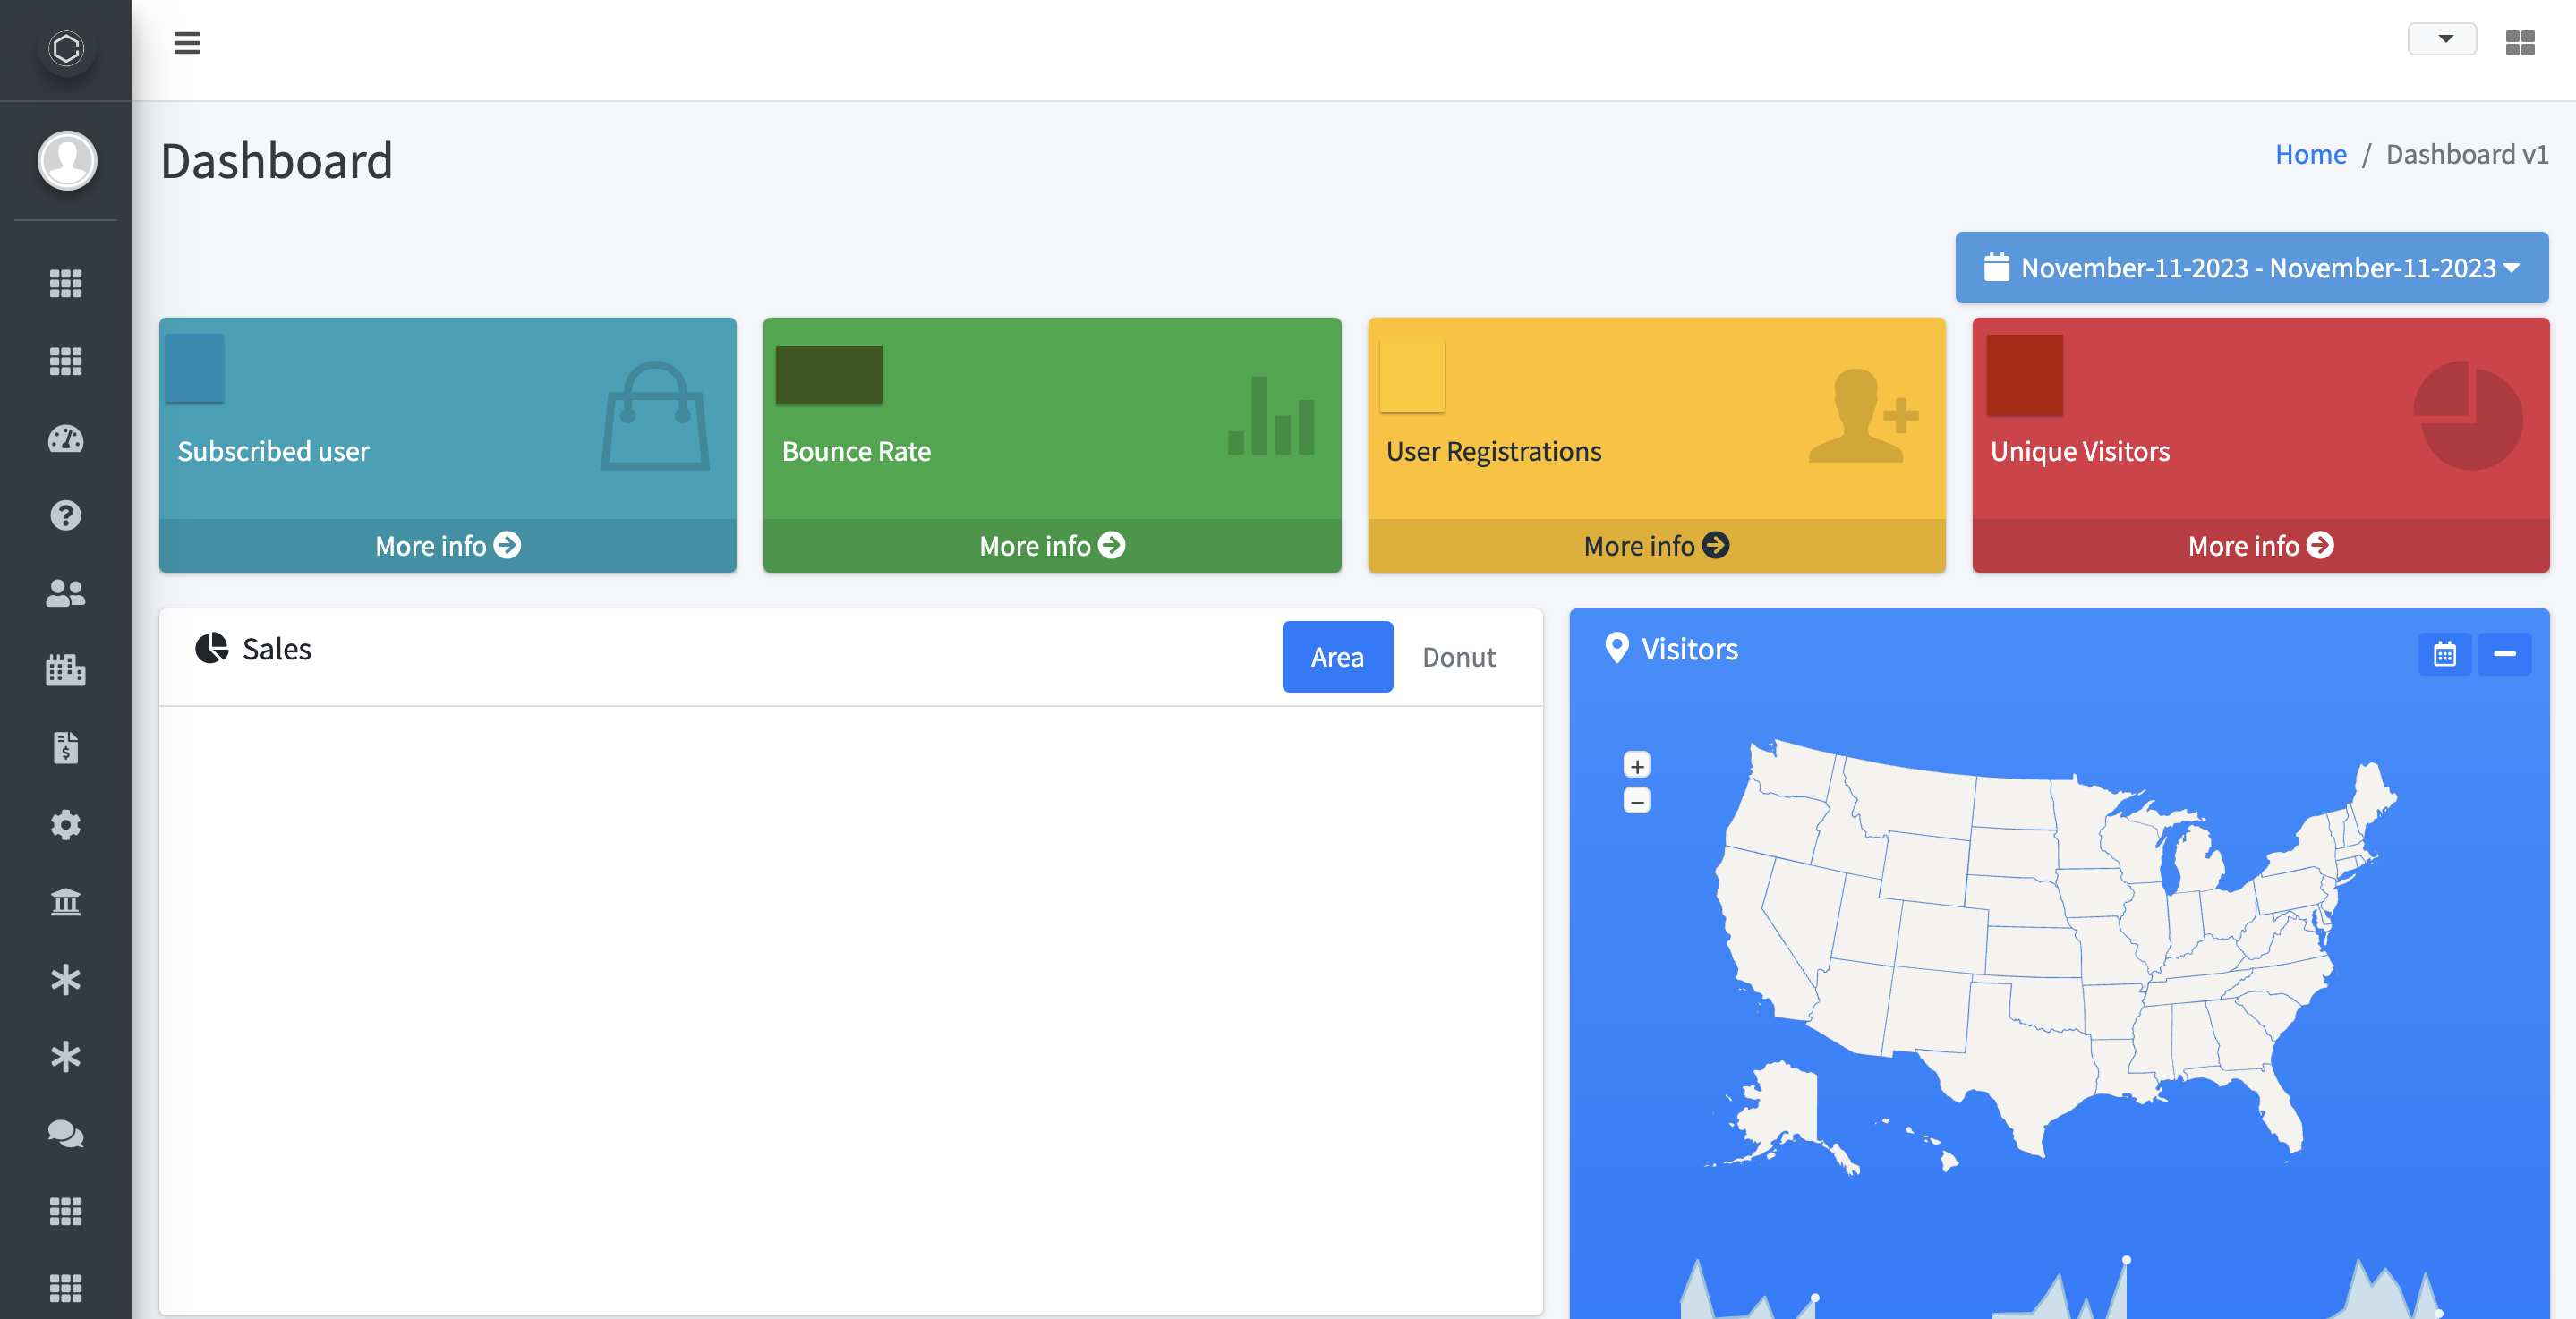 Dashboard
Home / Dashboard v1
November-11-2023 - November-11-2023
Subscribed user
More info
Bounce Rate
More info
User Registrations
More info
Unique Visitors
More info
Sales
Area
Donut
Visitors
+
−